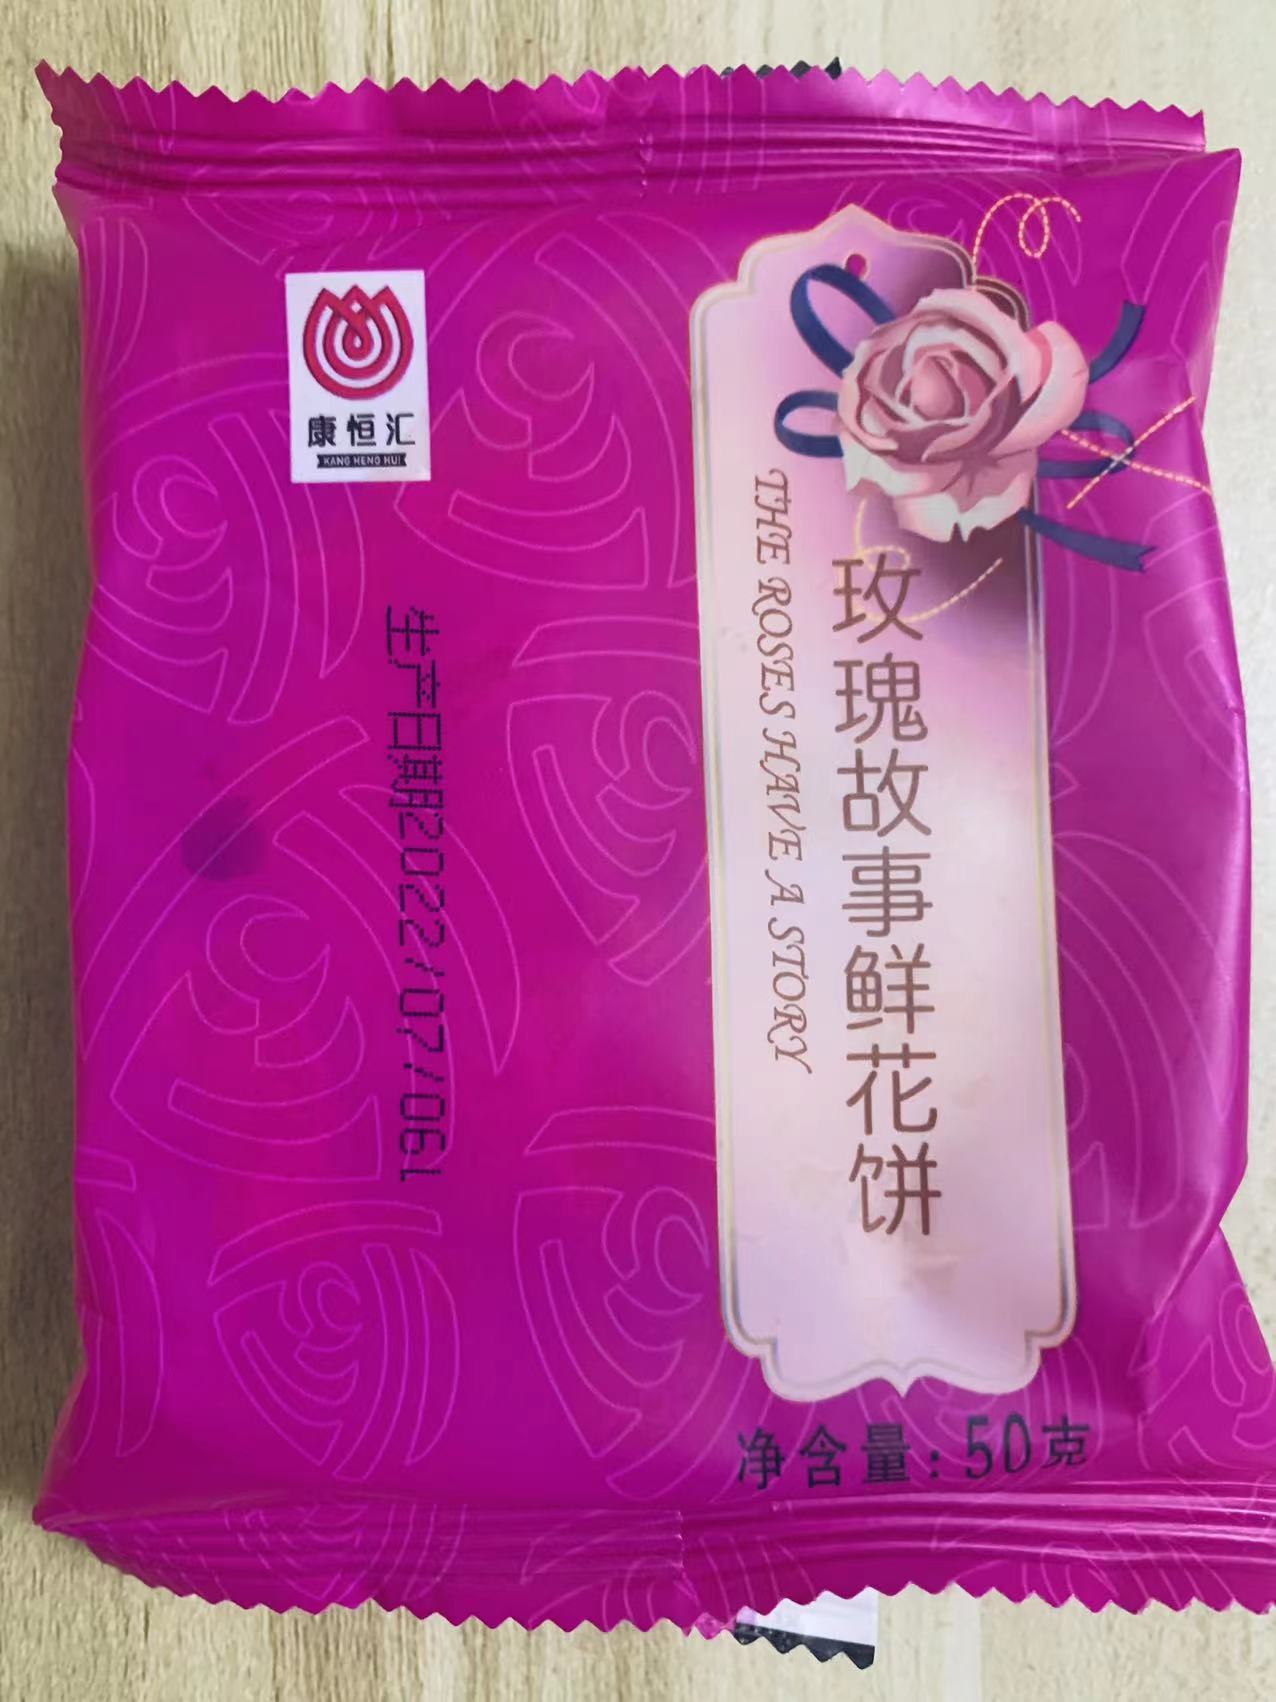 康恒汇
KANG HENG HUI
玫瑰故事鲜花饼
THE ROSES HAVE A STORY
生产日期2022/07/06L
净含量:50克